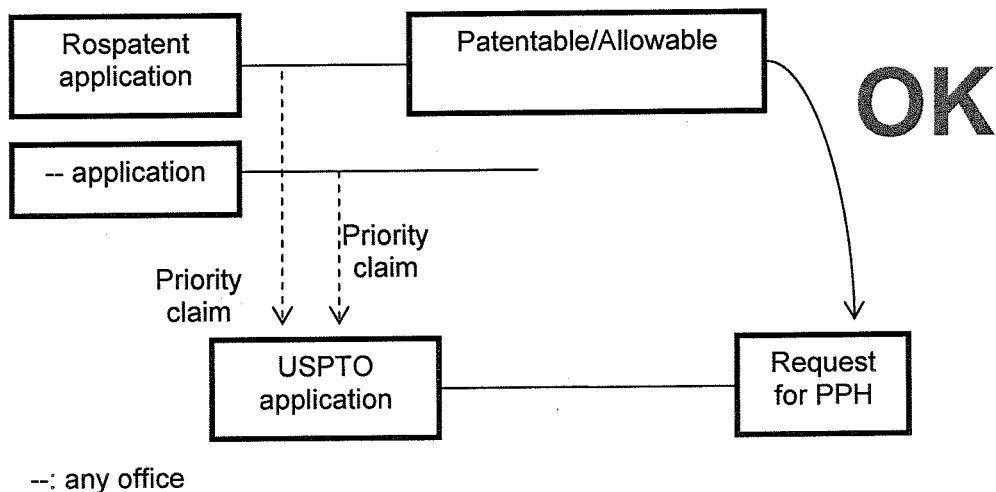 Rospatent
application
Patentable/Allowable
OK
-- application
Priority
claim
Priority
claim
USPTO
application
Request
for PPH
--: any office